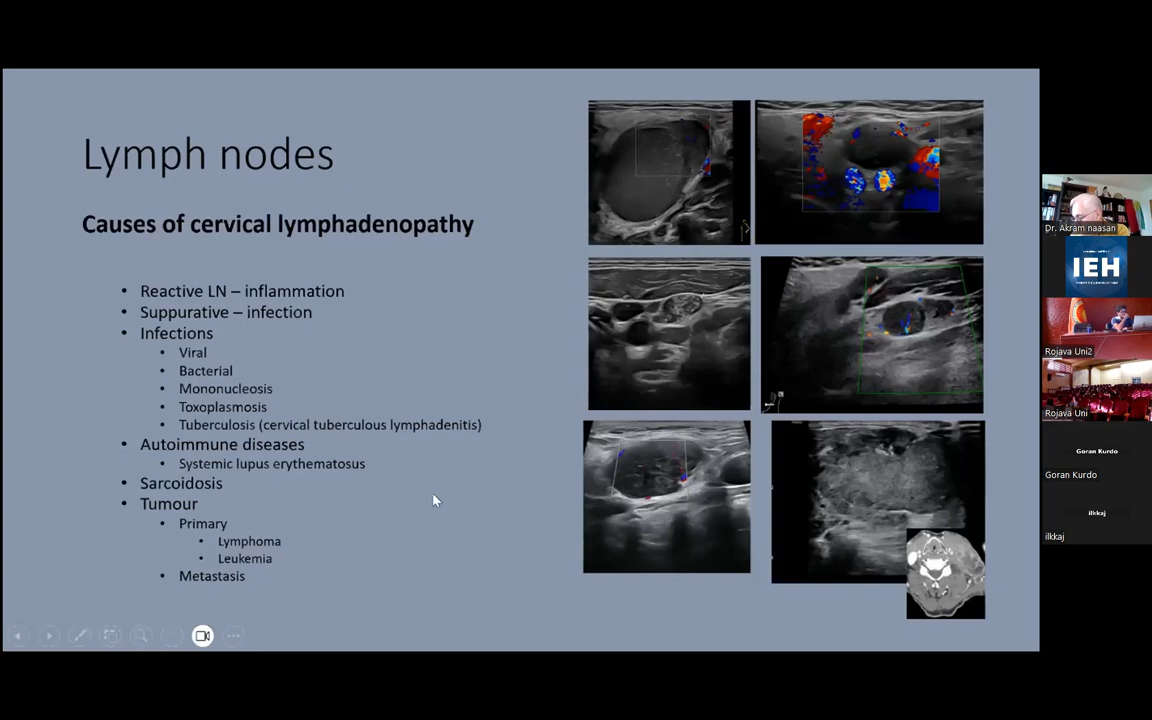 Lymph nodes
Causes of cervical lymphadenopathy
Reactive LN – inflammation
Suppurative – infection
Infections
Viral
Bacterial
Mononucleosis
Toxoplasmosis
Tuberculosis (cervical tuberculous lymphadenitis)
Autoimmune diseases
Systemic lupus erythematosus
Sarcoidosis
Tumour
Primary
Lymphoma
Leukemia
Metastasis
Dr. Akram naasan
IEH
Rojava Uni2
Rojava Uni
Goran Kurdo
Goran Kurdo
ilkkaj
ilkkaj